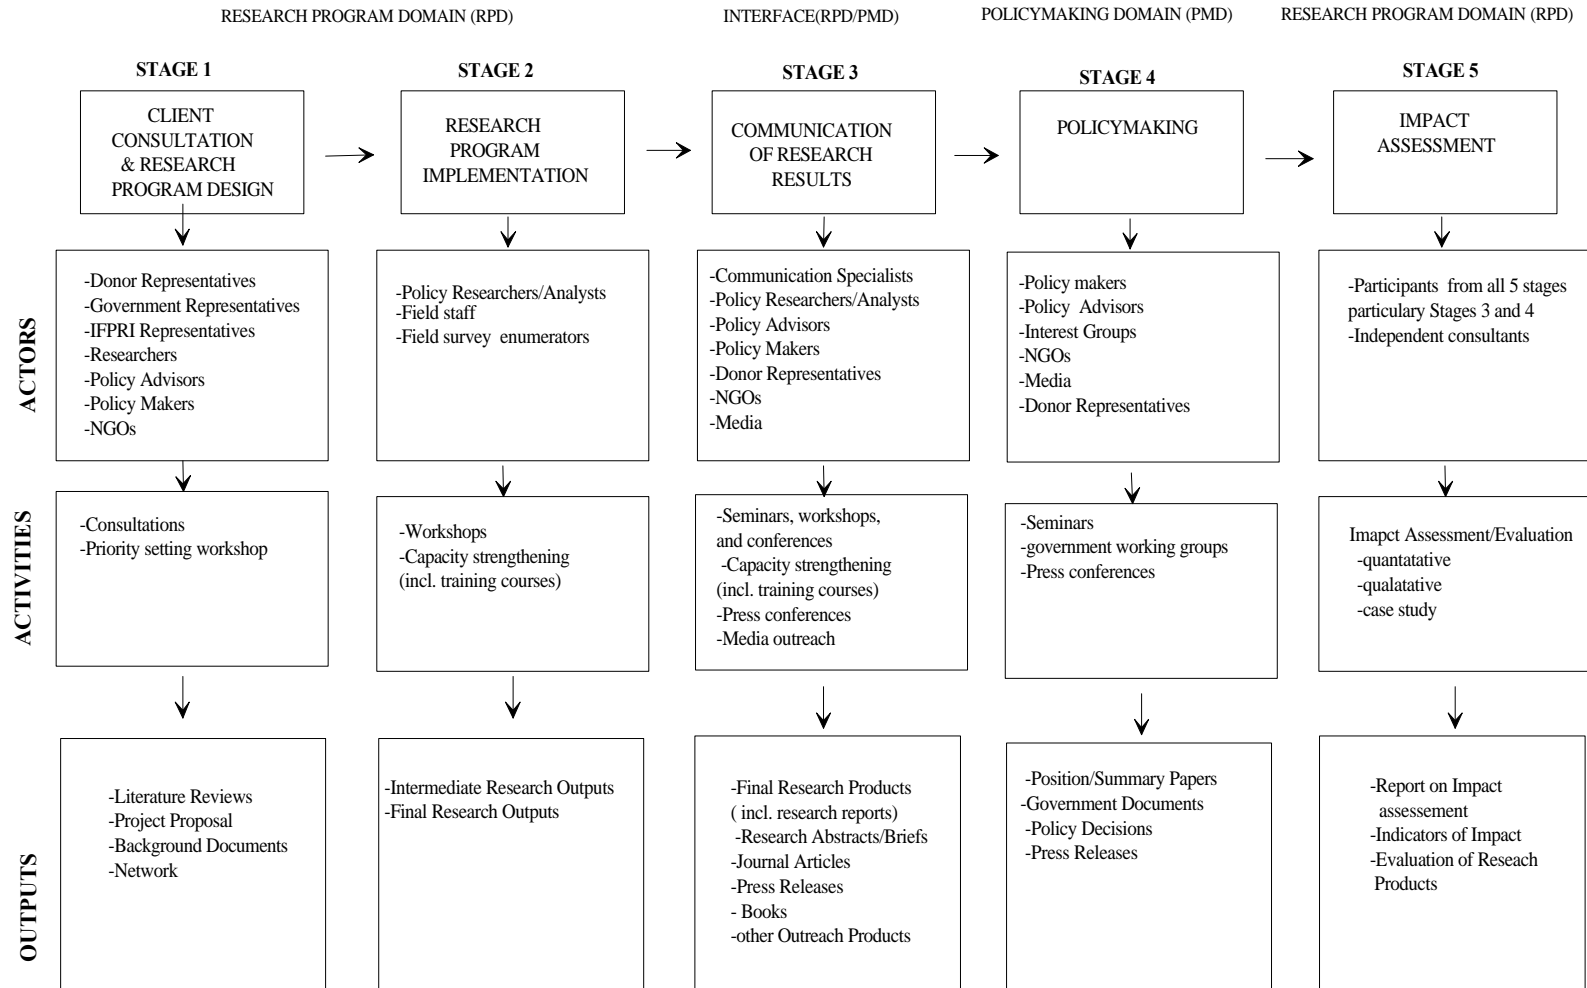 RESEARCH PROGRAM DOMAIN (RPD)
INTERFACE(RPD/PMD)
POLICYMAKING DOMAIN (PMD)
RESEARCH PROGRAM DOMAIN (RPD)
STAGE 1
STAGE 2
STAGE 3
STAGE 4
STAGE 5
CLIENT
CONSULTATION
& RESEARCH
PROGRAM DESIGN
RESEARCH
PROGRAM
IMPLEMENTATION
COMMUNICATION
OF RESEARCH
RESULTS
POLICYMAKING
IMPACT
ASSESSMENT
ACTORS
-Donor Representatives
-Government Representatives
-IFPRI Representatives
-Researchers
-Policy Advisors
-Policy Makers
-NGOs
-Policy Researchers/Analysts
-Field staff
-Field survey enumerators
-Communication Specialists
-Policy Researchers/Analysts
-Policy Advisors
-Policy Makers
-Donor Representatives
-NGOs
-Media
-Policy makers
-Policy Advisors
-Interest Groups
-NGOs
-Media
-Donor Representatives
-Participants from all 5 stages
particulary Stages 3 and 4
-Independent consultants
ACTIVITIES
-Consultations
-Priority setting workshop
-Workshops
-Capacity strengthening
(incl. training courses)
-Seminars, workshops,
and conferences
-Capacity strengthening
(incl. training courses)
-Press conferences
-Media outreach
-Seminars
-government working groups
-Press conferences
Imapct Assessment/Evaluation
-quantatative
-qualatative
-case study
OUTPUTS
-Literature Reviews
-Project Proposal
-Background Documents
-Network
-Intermediate Research Outputs
-Final Research Outputs
-Final Research Products
( incl. research reports)
-Research Abstracts/Briefs
-Journal Articles
-Press Releases
- Books
-other Outreach Products
-Position/Summary Papers
-Government Documents
-Policy Decisions
-Press Releases
-Report on Impact
assessement
-Indicators of Impact
-Evaluation of Reseach
Products